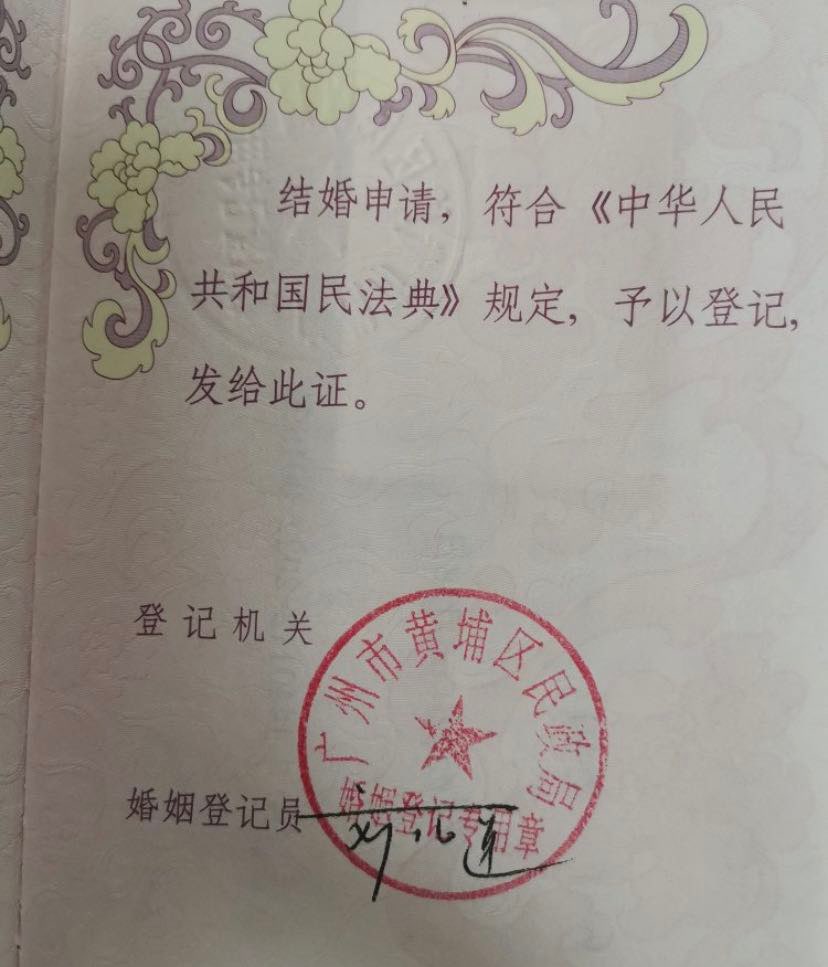 结婚申请，符合《中华人民
共和国民法典》规定，予以登记，
发给此证。
登记机关
广州市黄埔区民政局
婚姻登记专用章
婚姻登记员